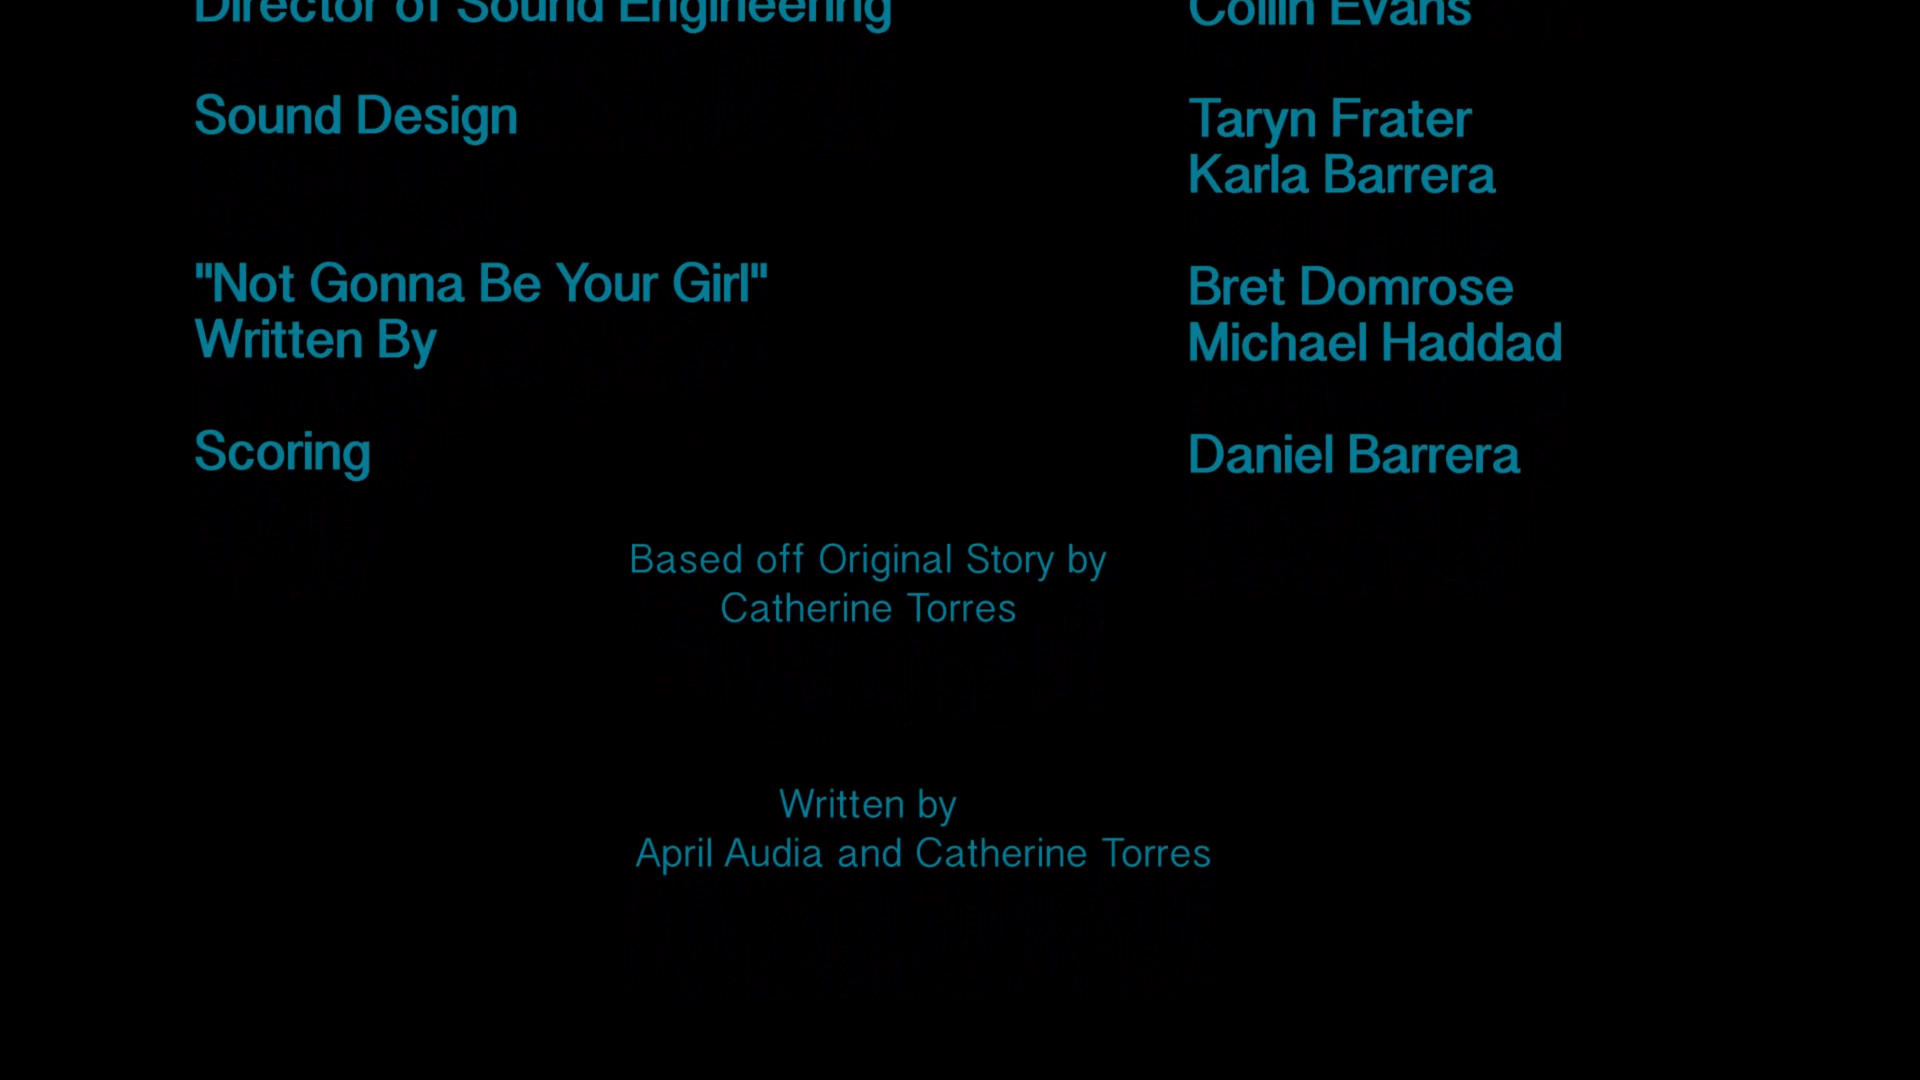 Director of Sound Engineering
Collin Evans
Sound Design
Taryn Frater
Karla Barrera
"Not Gonna Be Your Girl"
Written By
Bret Domrose
Michael Haddad
Scoring
Daniel Barrera
Based off Original Story by
Catherine Torres
Written by
April Audia and Catherine Torres